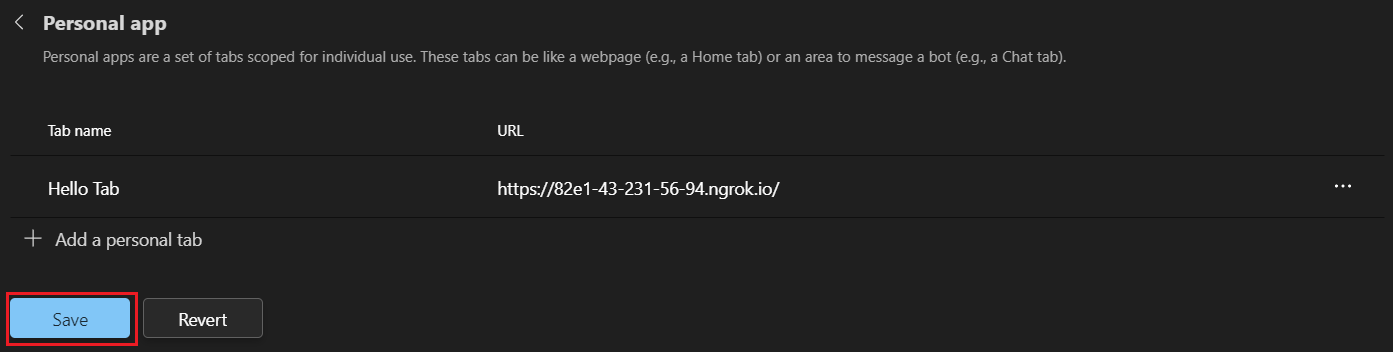 Personal app
Personal apps are a set of tabs scoped for individual use. These tabs can be like a webpage (e.g., a Home tab) or an area to message a bot (e.g., a Chat tab).
Tab name URL
Hello Tab https://82e1-43-231-56-94.ngrok.io/ ...
+ Add a personal tab
Save Revert